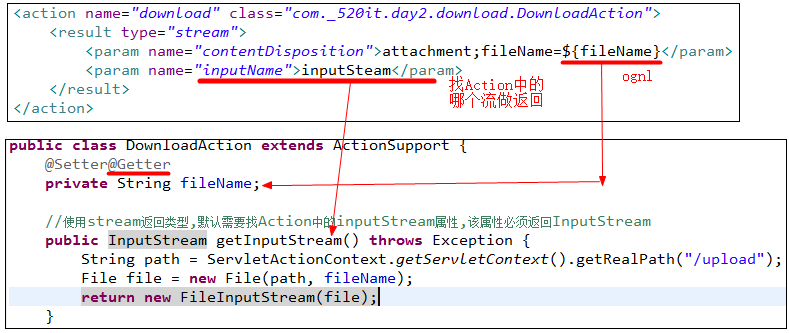 <action name="download" class="com._520it.day2.download.DownloadAction">
<result type="stream">
<param name="contentDisposition">attachment;fileName=${fileName}</param>
<param name="inputName">inputSteam</param>
</result>
</action>
找Action中的
哪个流做返回
ognl
public class DownloadAction extends ActionSupport {
@Setter@Getter
private String fileName;
//使用stream返回类型,默认需要找Action中的inputStream属性,该属性必须返回InputStream
public InputStream getInputStream() throws Exception {
String path = ServletActionContext.getServletContext().getRealPath("/upload");
File file = new File(path, fileName);
return new FileInputStream(file);
}